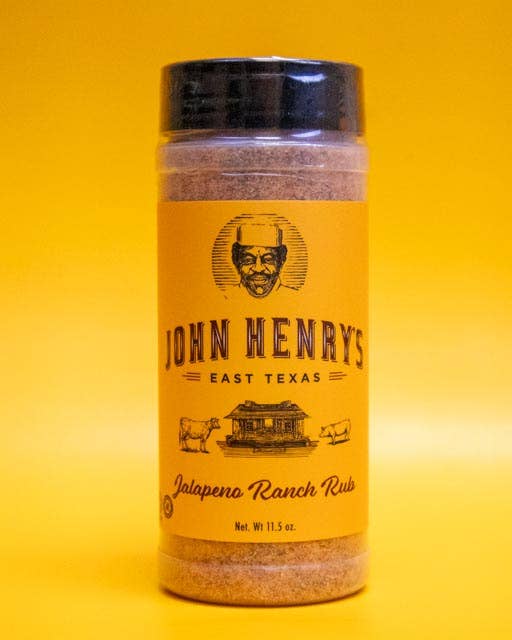 JOHN HENRY'S
EAST TEXAS
Jalapeno Ranch Rub
Net. Wt 11.5 oz.